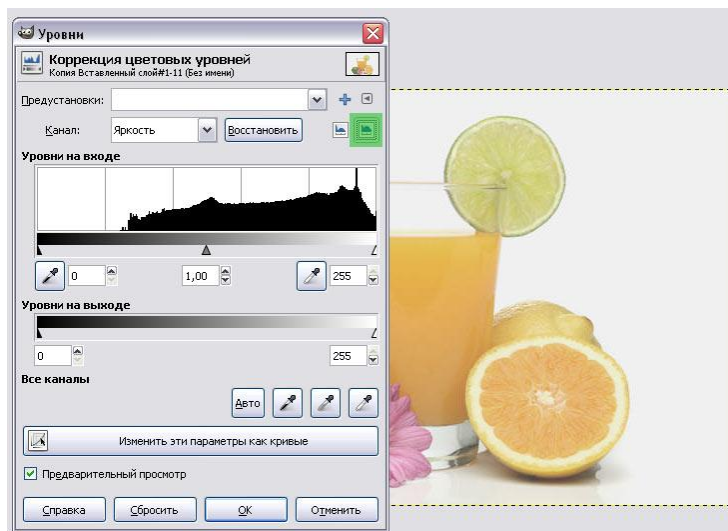 Уровни
Коррекция цветовых уровней
Копия Вставленный слой#1-11 (Без имени)
Предустановки:
Канал: Яркость Восстановить
Уровни на входе
0 1,00 255
Уровни на выходе
0 255
Все каналы
Авто
Изменить эти параметры как кривые
Предварительный просмотр
Справка Сбросить OK Отменить